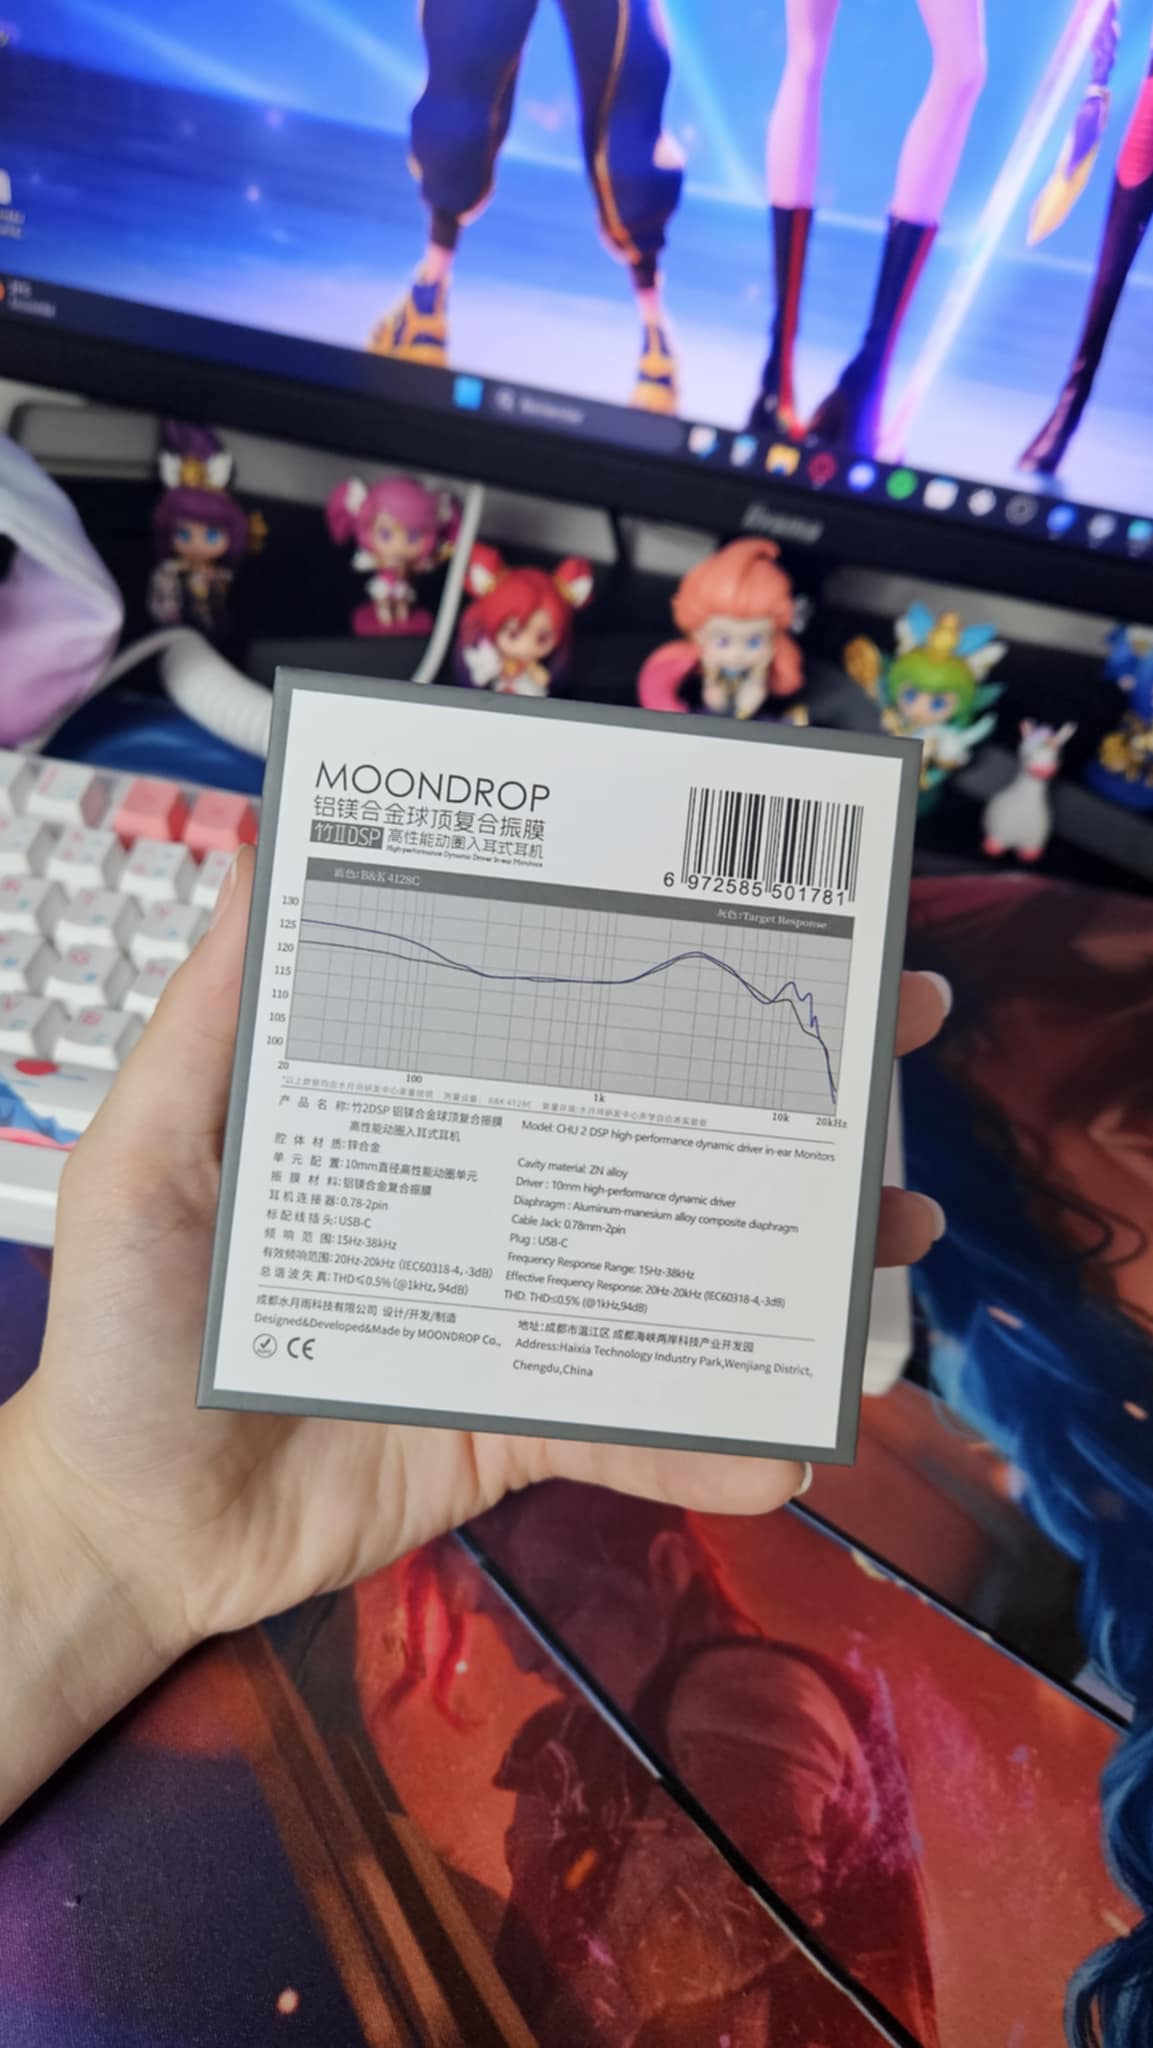 MOONDROP
铝镁合金球顶复合振膜
竹II DSP 高性能动圈入耳式耳机
High-performance Dynamic Driver In-ear Monitors
6 972585 501781
蓝色:B&K 4128C
灰色:Target Response
130
125
120
115
110
105
100
20
100
1k
10k
20kHz
产品名称:竹2DSP 铝镁合金球顶复合振膜
高性能动圈入耳式耳机
腔体材质:锌合金
单元配置:10mm直径高性能动圈单元
振膜材料:铝镁合金复合振膜
耳机连接器:0.78-2pin
标配线插头:USB-C
频响范围:15Hz-38kHz
有效频响范围:20Hz-20kHz (IEC60318-4, -3dB)
总谐波失真:THD≤0.5% (@1kHz, 94dB)
Model: CHU 2 DSP high-performance dynamic driver in-ear Monitors
Cavity material: ZN alloy
Driver : 10mm high-performance dynamic driver
Diaphragm : Aluminum-manesium alloy composite diaphragm
Cable Jack: 0.78mm-2pin
Plug : USB-C
Frequency Response Range: 15Hz-38kHz
Effective Frequency Response: 20Hz-20kHz (IEC60318-4,-3dB)
THD: THD≤0.5% (@1kHz,94dB)
成都水月雨科技有限公司 设计/开发/制造
Designed&Developed&Made by MOONDROP Co.,
CE
地址:成都市温江区 成都海峡两岸科技产业开发园
Address:Haixia Technology Industry Park,Wenjiang District,
Chengdu,China